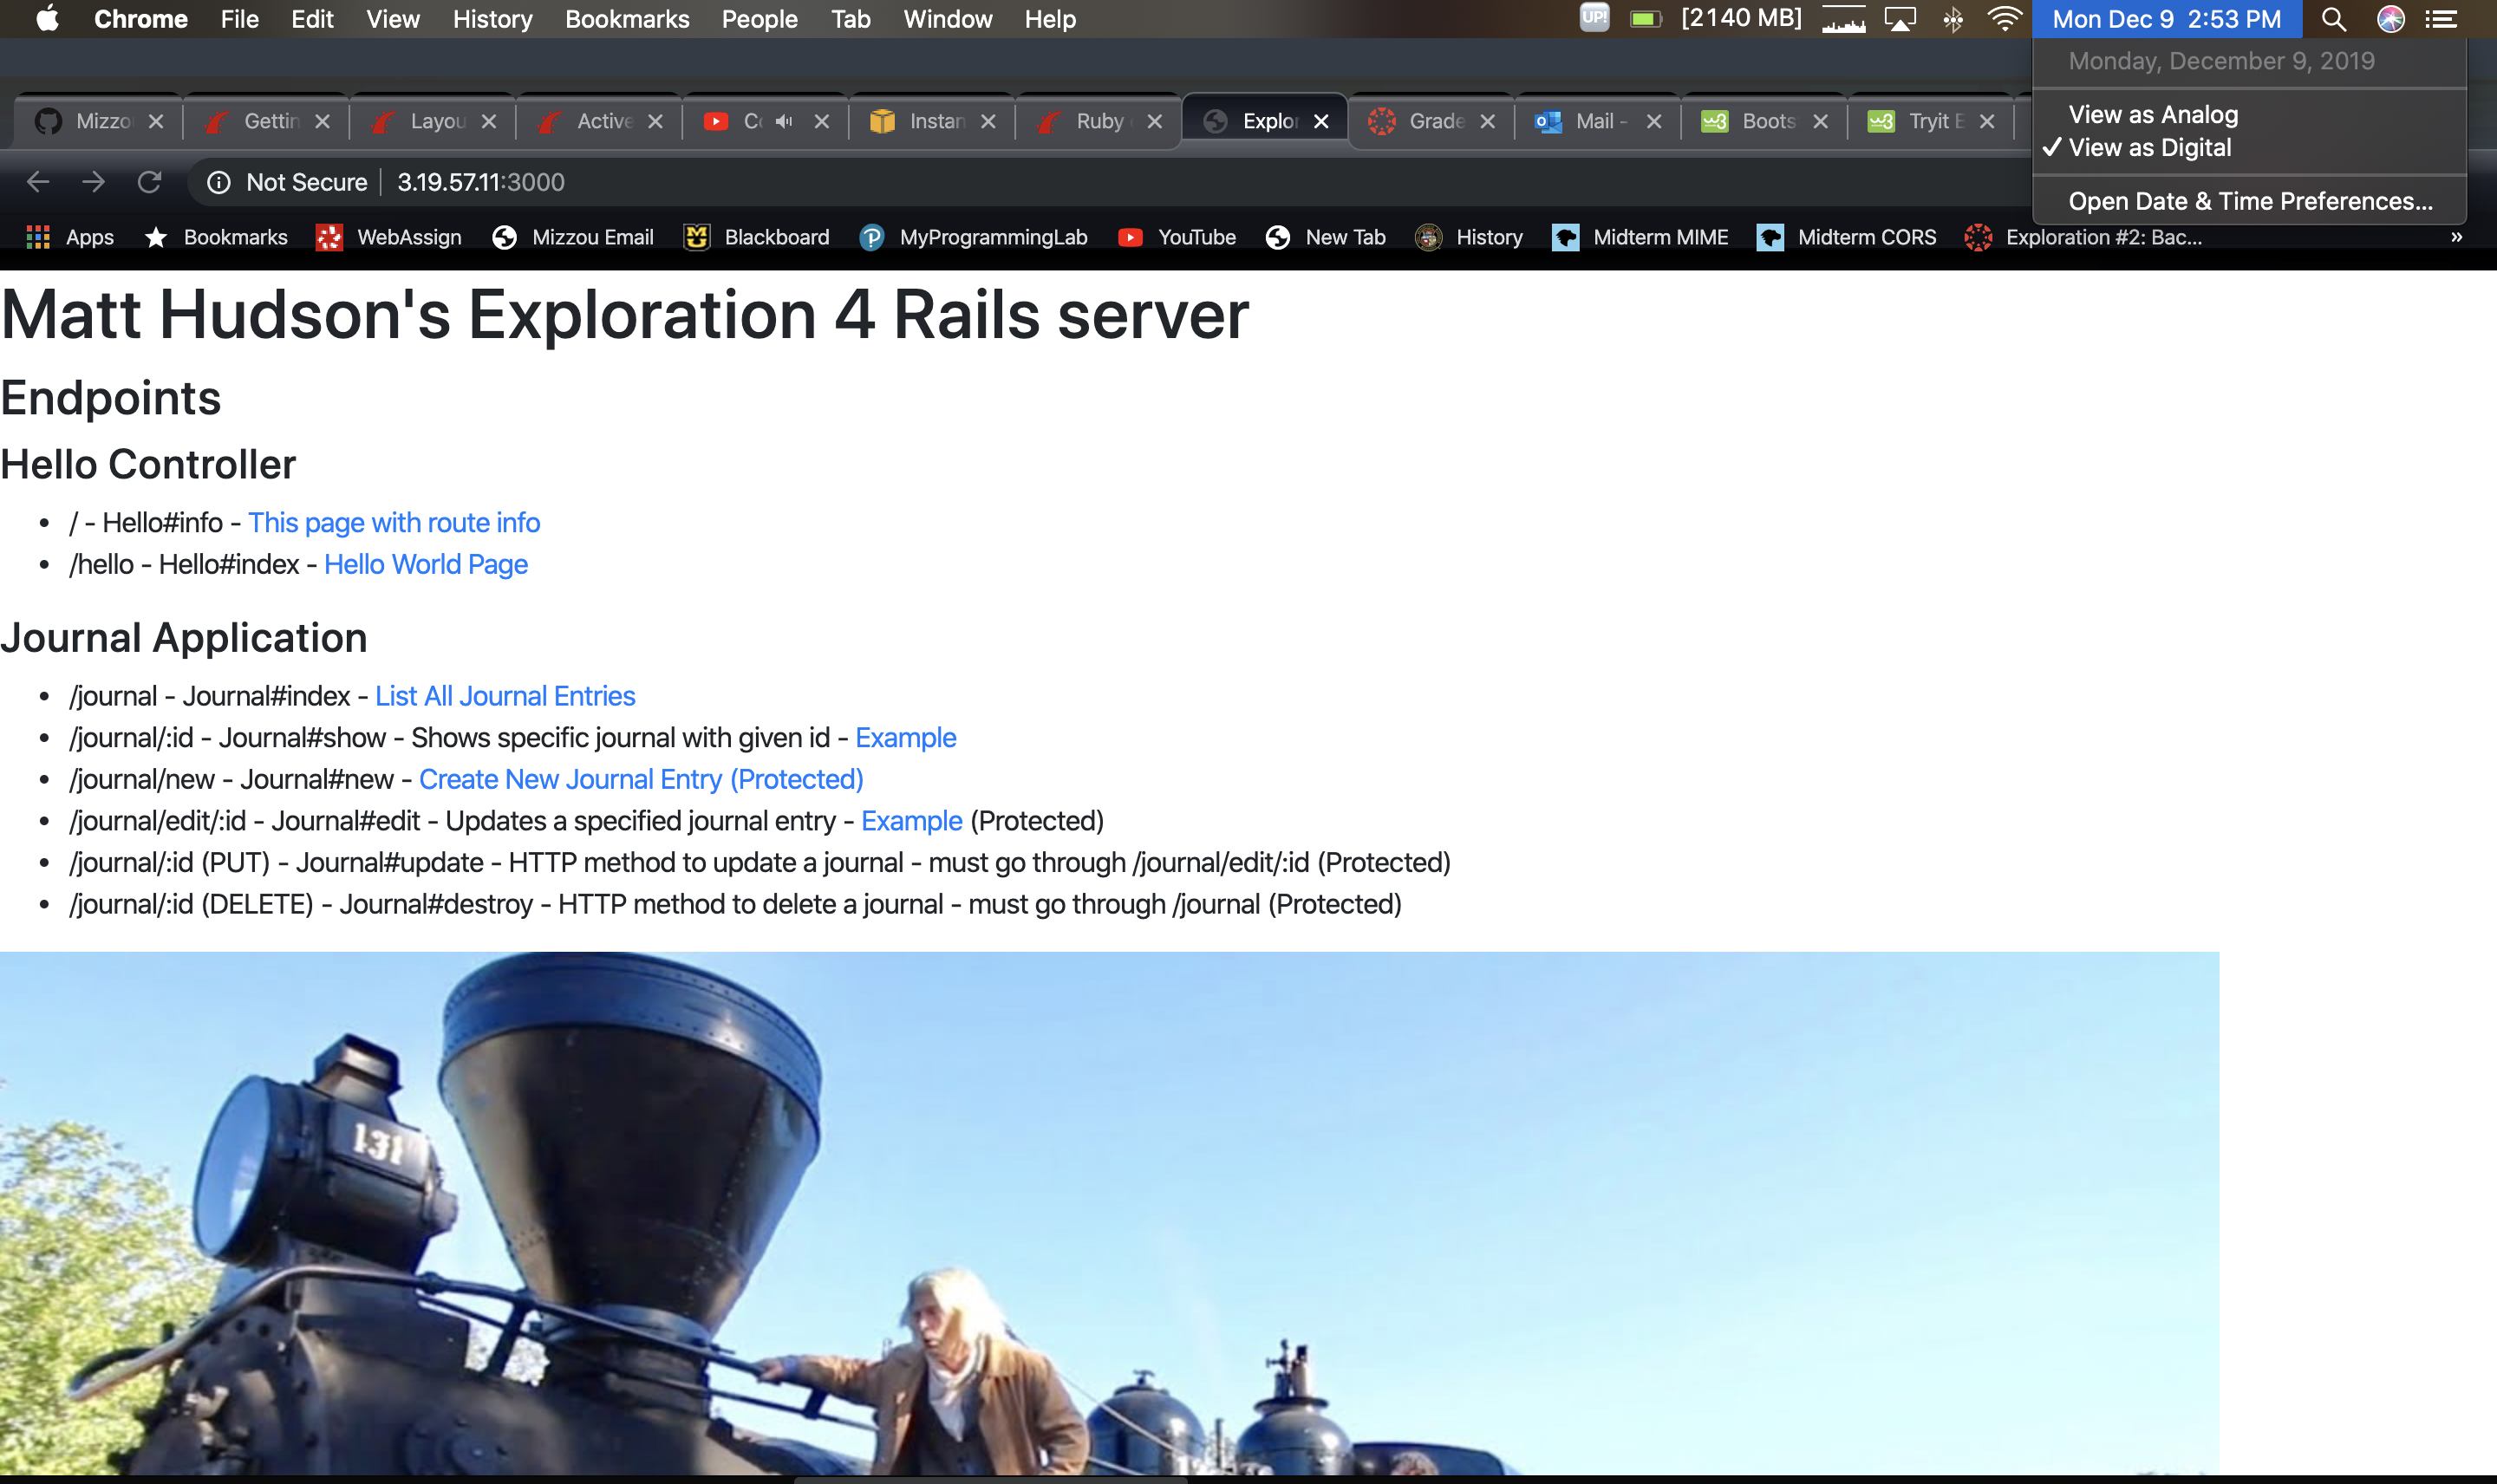 Chrome File Edit View History Bookmarks People Tab Window Help UP! [2140 MB] Mon Dec 9 2:53 PM
Monday, December 9, 2019
View as Analog
✓ View as Digital
Open Date & Time Preferences...
Mizzo Gettin Layou Active Instan Ruby Explor Grade Mail - Boots Tryit E
Not Secure 3.19.57.11:3000
Apps Bookmarks WebAssign Mizzou Email Blackboard MyProgrammingLab YouTube New Tab History Midterm MIME Midterm CORS Exploration #2: Bac... »
Matt Hudson's Exploration 4 Rails server
Endpoints
Hello Controller
• / - Hello#info - This page with route info
• /hello - Hello#index - Hello World Page
Journal Application
• /journal - Journal#index - List All Journal Entries
• /journal/:id - Journal#show - Shows specific journal with given id - Example
• /journal/new - Journal#new - Create New Journal Entry (Protected)
• /journal/edit/:id - Journal#edit - Updates a specified journal entry - Example (Protected)
• /journal/:id (PUT) - Journal#update - HTTP method to update a journal - must go through /journal/edit/:id (Protected)
• /journal/:id (DELETE) - Journal#destroy - HTTP method to delete a journal - must go through /journal (Protected)
131